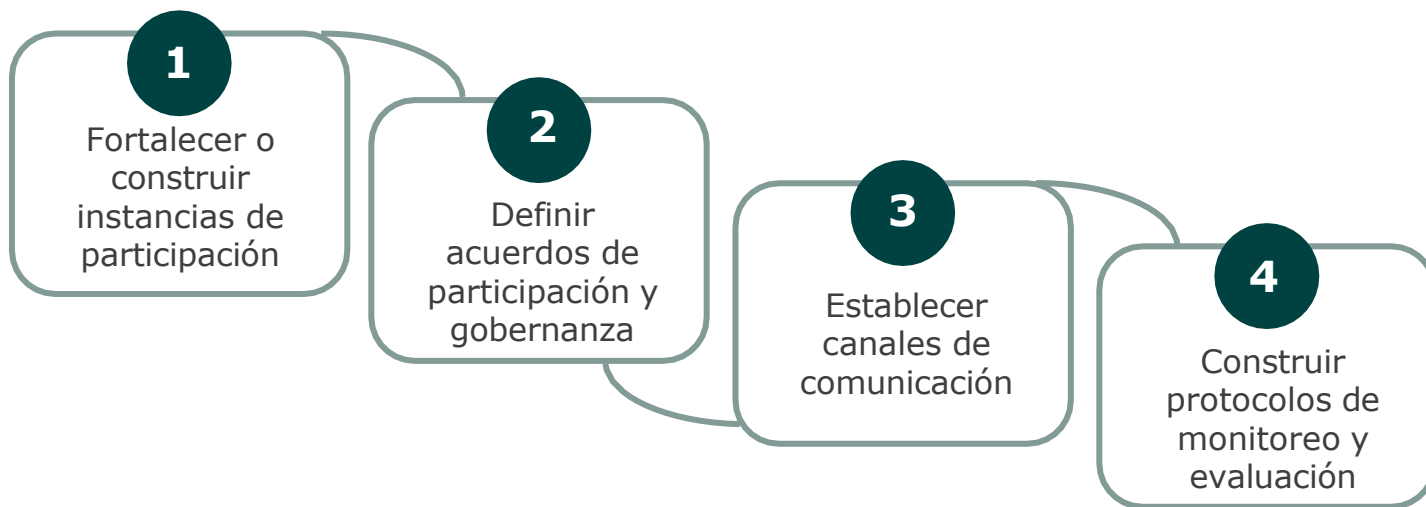 1
Fortalecer o
construir
instancias de
participación
2
Definir
acuerdos de
participación y
gobernanza
3
Establecer
canales de
comunicación
4
Construir
protocolos de
monitoreo y
evaluación